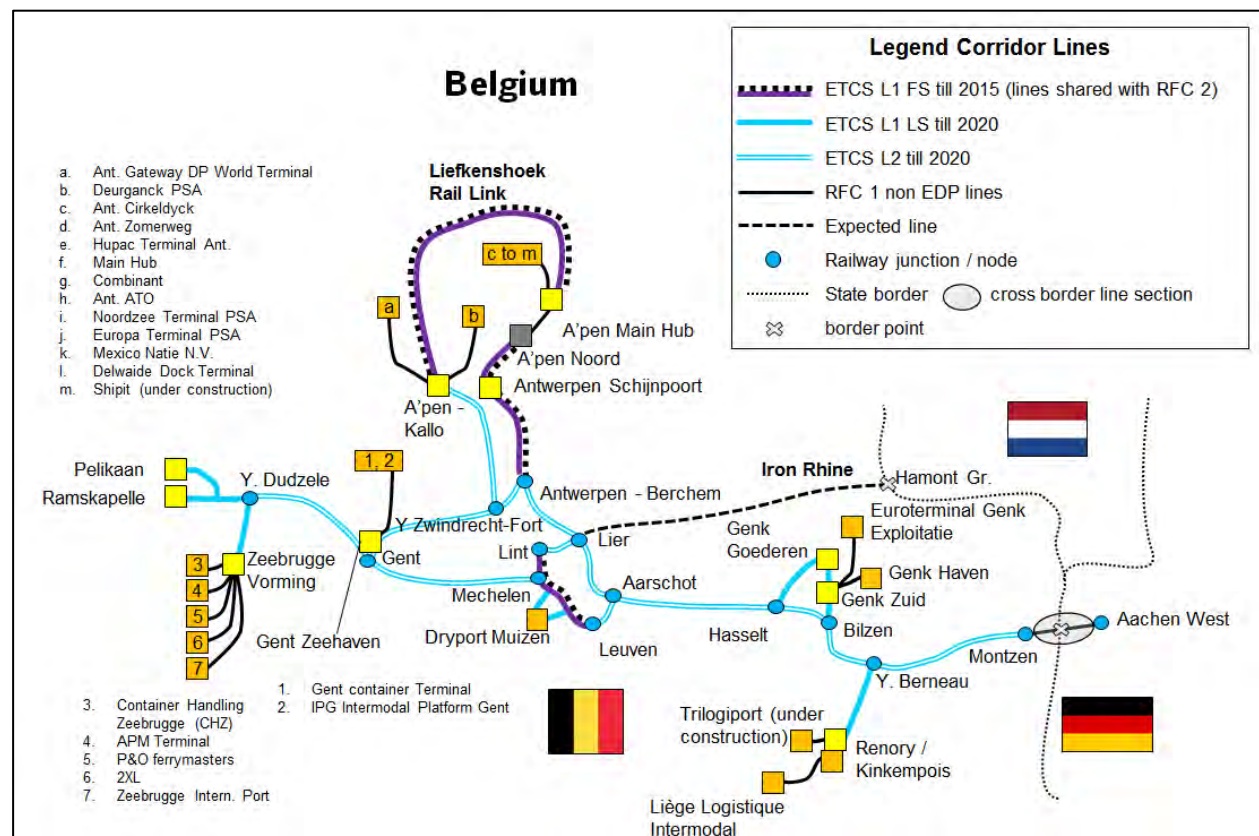 Belgium
Legend Corridor Lines
ETCS L1 FS till 2015 (lines shared with RFC 2)
ETCS L1 LS till 2020
ETCS L2 till 2020
RFC 1 non EDP lines
Expected line
Railway junction / node
State border
cross border line section
border point
a. Ant. Gateway DP World Terminal
b. Deurganck PSA
c. Ant. Cirkeldyck
d. Ant. Zomerweg
e. Hupac Terminal Ant.
f. Main Hub
g. Combinant
h. Ant. ATO
i. Noordzee Terminal PSA
j. Europa Terminal PSA
k. Mexico Natie N.V.
l. Delwaide Dock Terminal
m. Shipit (under construction)
Liefkenshoek
Rail Link
c to m
a
b
A'pen Main Hub
A'pen Noord
Antwerpen Schijnpoort
A'pen -
Kallo
Pelikaan
Ramskapelle
Y. Dudzele
1, 2
Antwerpen - Berchem
Y Zwindrecht-Fort
Iron Rhine
Hamont Gr.
Zeebrugge
Vorming
Gent
Lint
Lier
Genk
Goederen
Euroterminal Genk
Exploitatie
Genk Haven
Genk Zuid
Mechelen
Aarschot
Dryport Muizen
Leuven
Hasselt
Bilzen
Montzen
Aachen West
Y. Berneau
Gent Zeehaven
3
4
5
6
7
1. Gent container Terminal
2. IPG Intermodal Platform Gent
3. Container Handling
Zeebrugge (CHZ)
4. APM Terminal
5. P&O ferrymasters
6. 2XL
7. Zeebrugge Intern. Port
Trilogiport (under
construction)
Renory /
Kinkempois
Liège Logistique
Intermodal